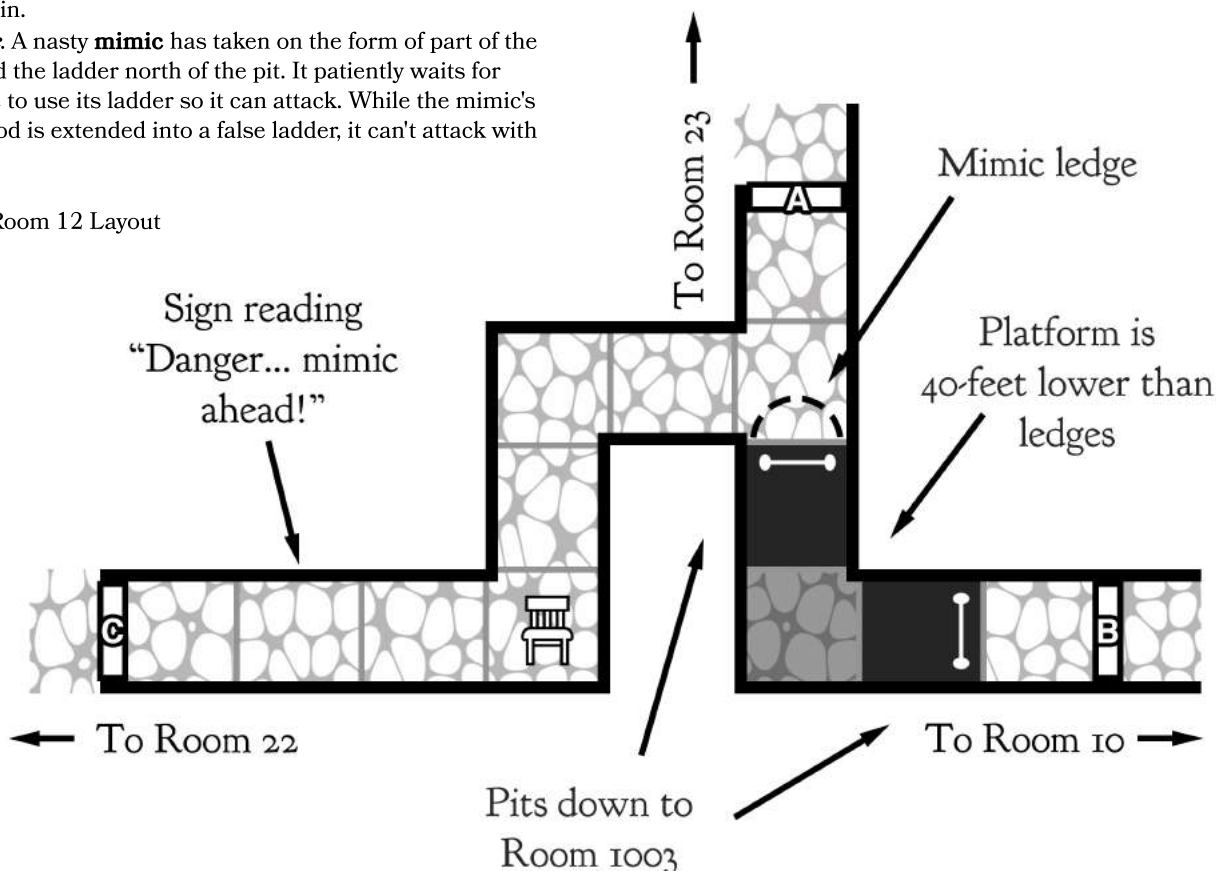 in.
. A nasty mimic has taken on the form of part of the
the ladder north of the pit. It patiently waits for
to use its ladder so it can attack. While the mimic's
is extended into a false ladder, it can't attack with
Room 12 Layout
To Room 23
A
Mimic ledge
Sign reading
“Danger... mimic
ahead!”
Platform is
40-feet lower than
ledges
C
B
To Room 22
To Room 10
Pits down to
Room 1003